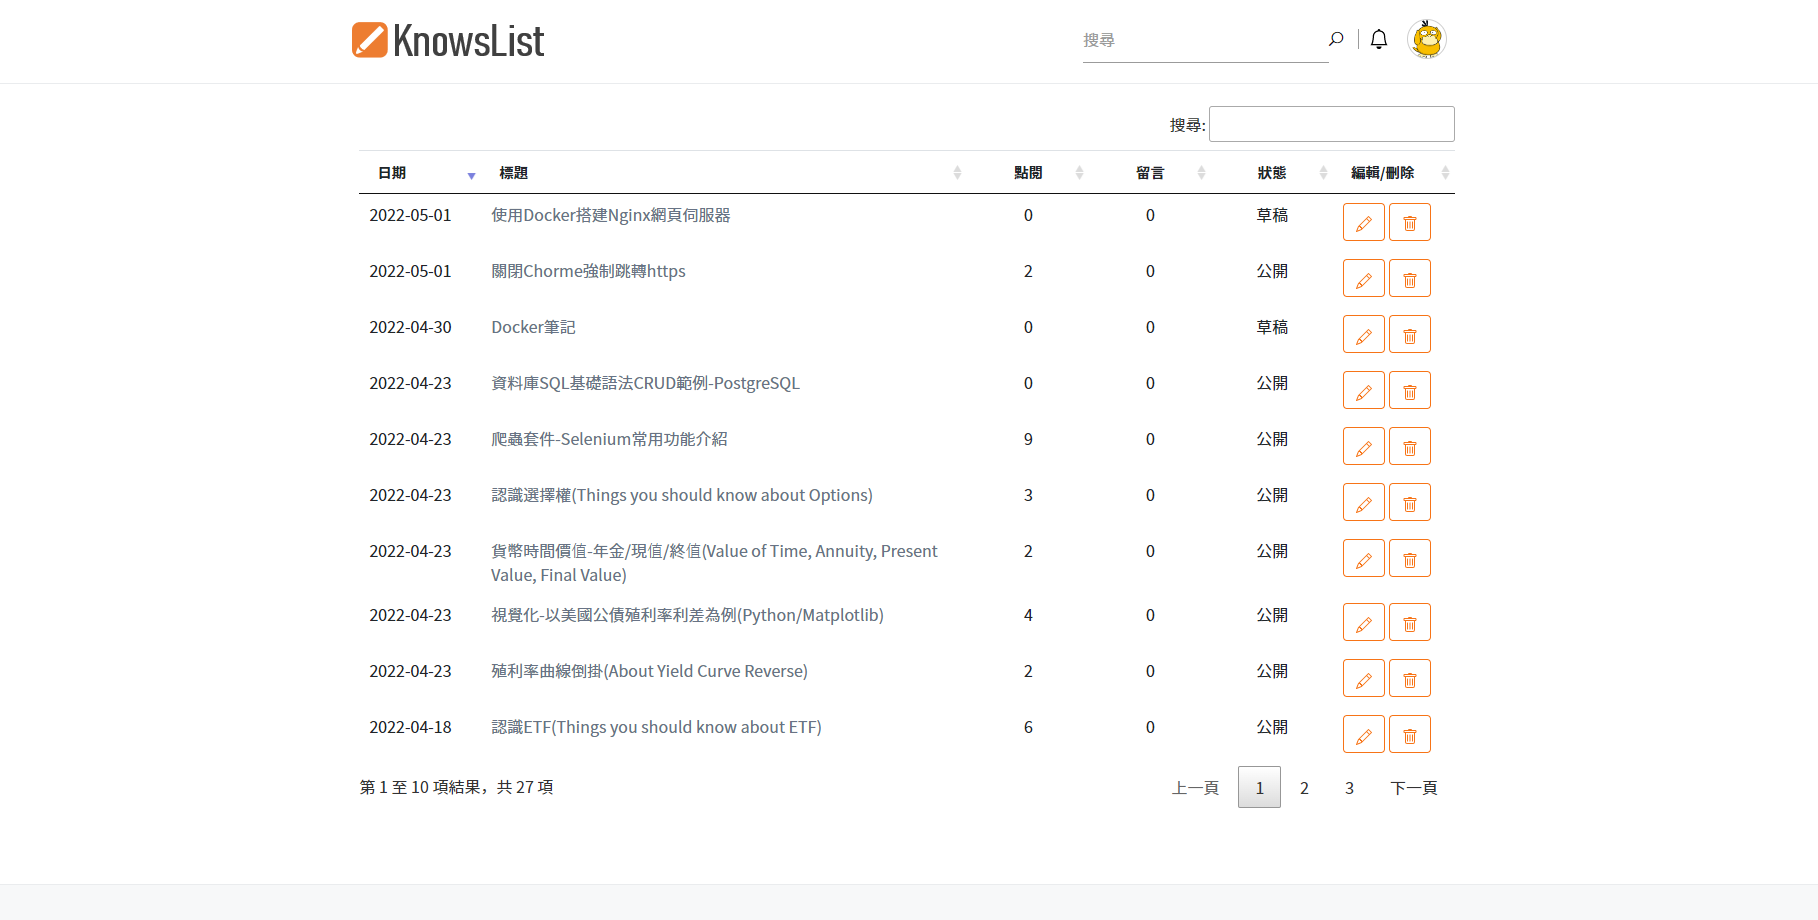 KnowsList
搜尋
搜尋:
日期 標題 點閱 留言 狀態 編輯/刪除
2022-05-01 使用Docker搭建Nginx網頁伺服器 0 0 草稿
2022-05-01 關閉Chorme強制跳轉https 2 0 公開
2022-04-30 Docker筆記 0 0 草稿
2022-04-23 資料庫SQL基礎語法CRUD範例-PostgreSQL 0 0 公開
2022-04-23 爬蟲套件-Selenium常用功能介紹 9 0 公開
2022-04-23 認識選擇權(Things you should know about Options) 3 0 公開
2022-04-23 貨幣時間價值-年金/現值/終值(Value of Time, Annuity, Present 2 0 公開
Value, Final Value)
2022-04-23 視覺化-以美國公債殖利率利差為例(Python/Matplotlib) 4 0 公開
2022-04-23 殖利率曲線倒掛(About Yield Curve Reverse) 2 0 公開
2022-04-18 認識ETF(Things you should know about ETF) 6 0 公開
第 1 至 10 項結果，共 27 項 上一頁 1 2 3 下一頁